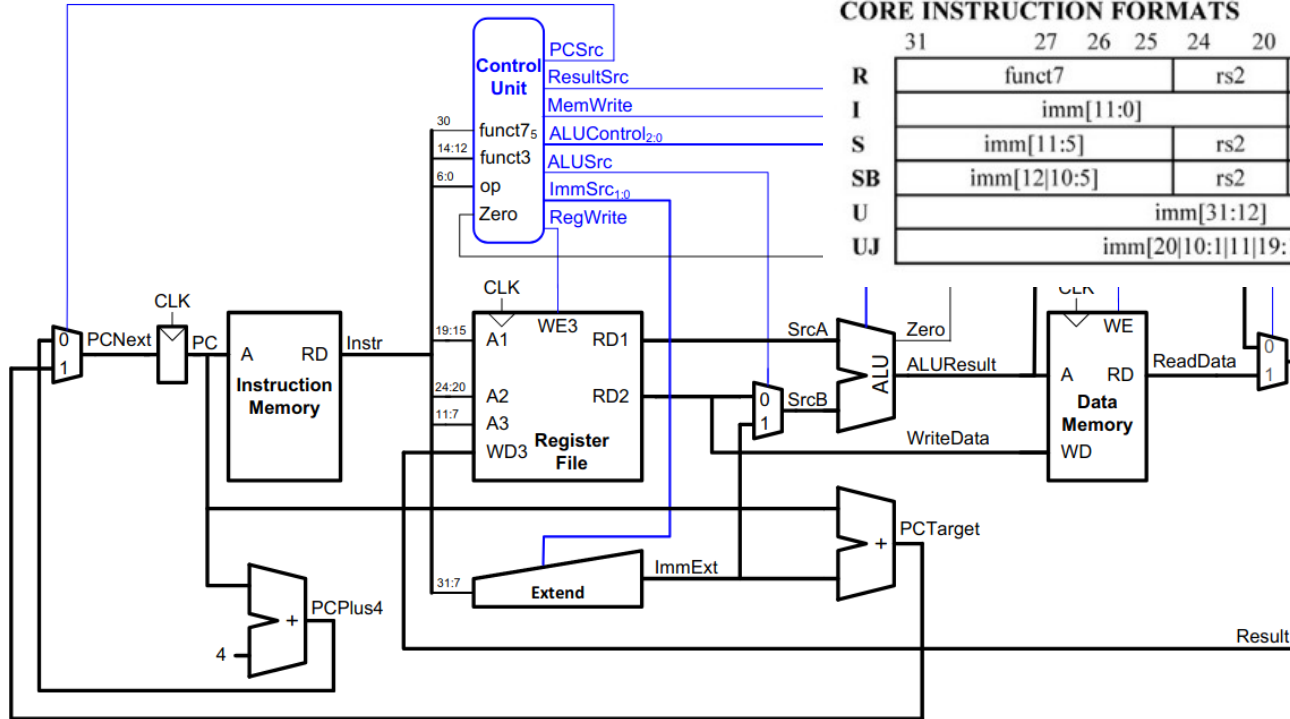 CORE INSTRUCTION FORMATS
31 27 26 25 24 20
R funct7 rs2
I imm[11:0]
S imm[11:5] rs2
SB imm[12|10:5] rs2
U imm[31:12]
UJ imm[20|10:1|11|19:
Control
Unit
PCSrc
ResultSrc
MemWrite
ALUControl2:0
ALUSrc
ImmSrc1:0
RegWrite
30 funct75
14:12 funct3
6:0 op
Zero
CLK CLK CLK
0
1
PCNext
PC
A RD
Instruction
Memory
Instr
19:15 A1
24:20 A2
11:7 A3
WD3
WE3
RD1
RD2
Register
File
0
1
SrcA
SrcB
ALU
Zero
ALUResult
WriteData
WE
A RD
Data
Memory
WD
ReadData
0
1
PCTarget
+
31:7
Extend
ImmExt
PCPlus4
+
4
Result